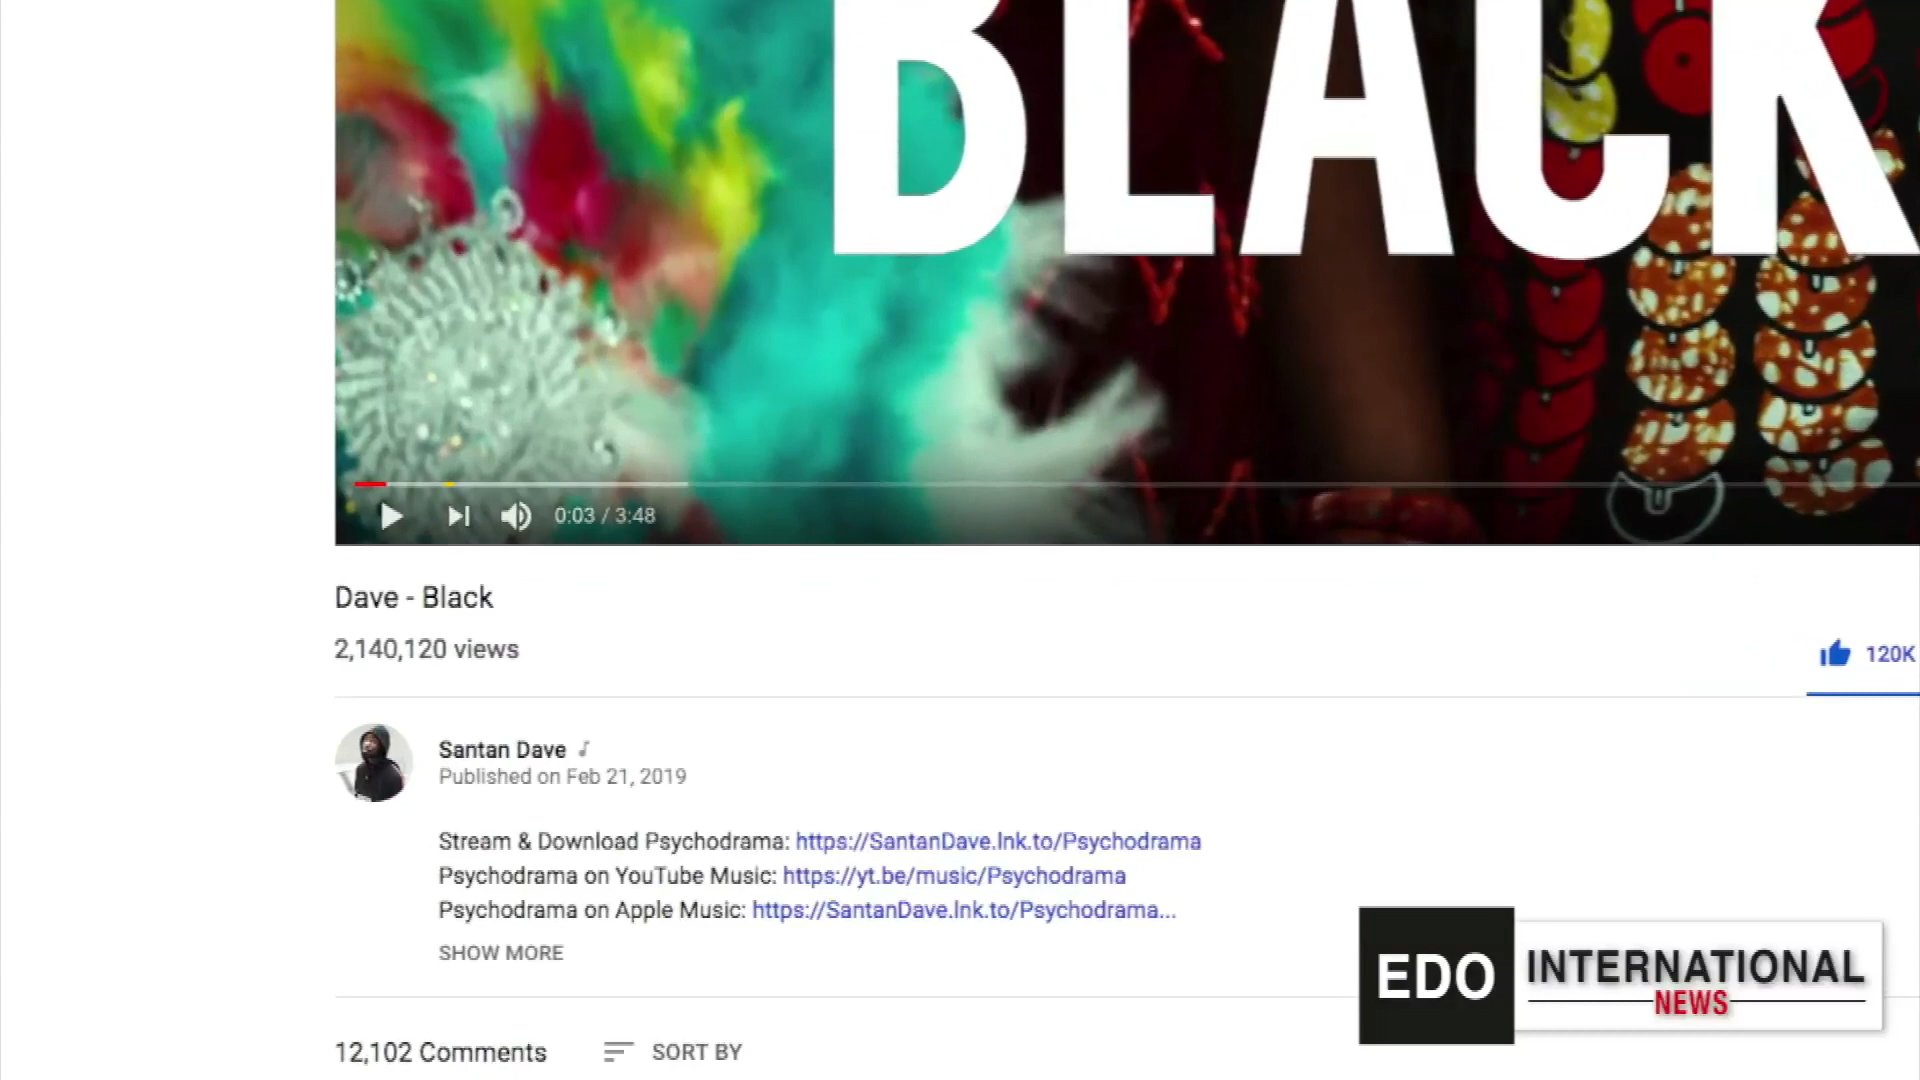 BLACK
0:03 / 3:48
Dave - Black
2,140,120 views
120K
Santan Dave
Published on Feb 21, 2019
Stream & Download Psychodrama: https://SantanDave.lnk.to/Psychodrama
Psychodrama on YouTube Music: https://yt.be/music/Psychodrama
Psychodrama on Apple Music: https://SantanDave.lnk.to/Psychodrama...
SHOW MORE
12,102 Comments
SORT BY
EDO
INTERNATIONAL
NEWS